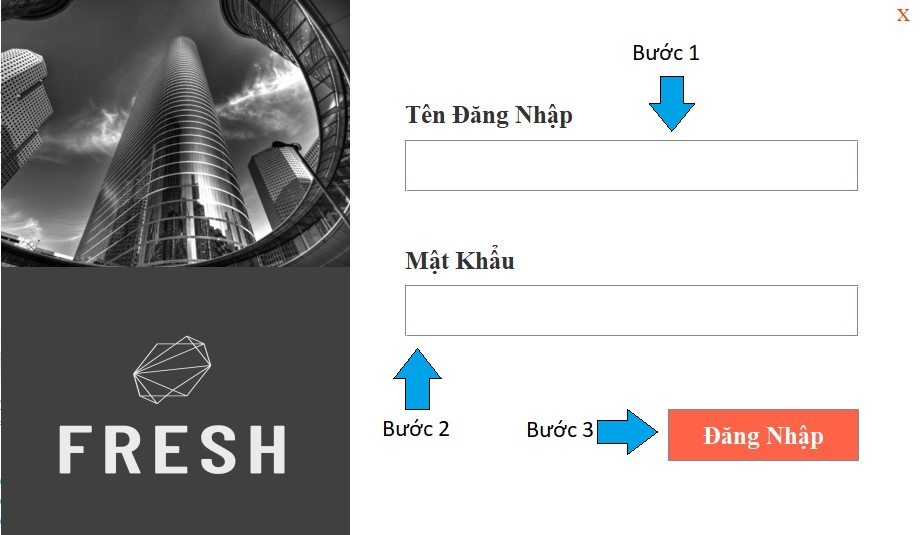 X
Bước 1
Tên Đăng Nhập
Mật Khẩu
Bước 2
Bước 3
Đăng Nhập
FRESH